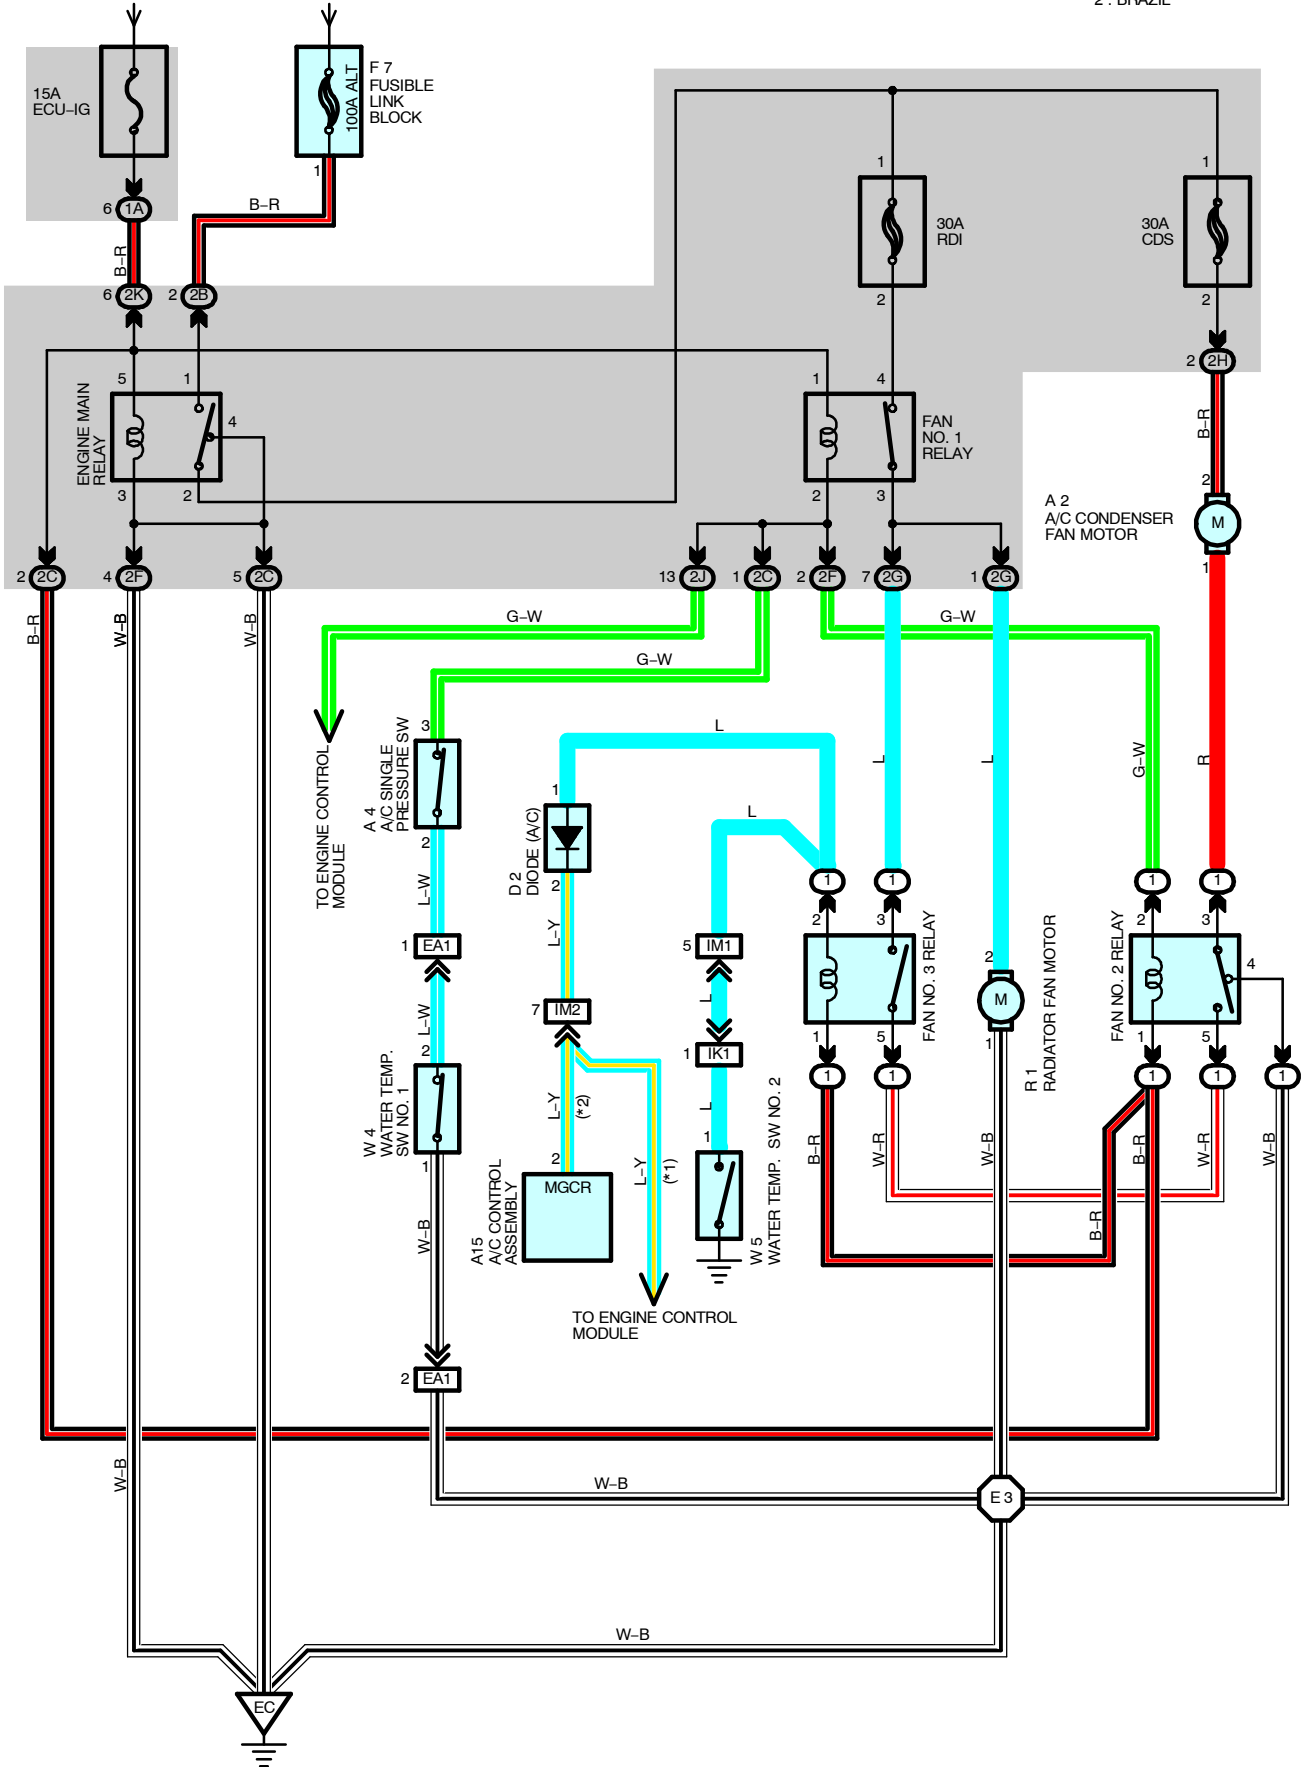 2 : BRAZIL
15A
ECU–IG
100A ALT
F 7
FUSIBLE
LINK
BLOCK
1
B–R
6 1A
B–R
6 2K
2 2B
1
30A
RDI
2
1
30A
CDS
2
2 2H
5
1
4
ENGINE MAIN
RELAY
3
2
1
4
FAN
NO. 1
RELAY
2
3
B–R
2
A 2
A/C CONDENSER
FAN MOTOR
M
1
2 2C
4 2F
5 2C
13 2J
1 2C
2 2F
7 2G
1 2G
B–R
W–B
W–B
G–W
G–W
G–W
TO ENGINE CONTROL
MODULE
3
A 4
A/C SINGLE
PRESSURE SW
2
L–W
1 EA1
L–W
2
W 4
WATER TEMP.
SW NO. 1
1
W–B
2 EA1
L
1
D 2
DIODE (A/C)
2
L–Y
7 IM2
L–Y
(*2)
2
MGCR
A15
A/C CONTROL
ASSEMBLY
L–Y
(*1)
TO ENGINE CONTROL
MODULE
L
5 IM1
L
1 IK1
L
1
W 5
WATER TEMP. SW NO. 2
L
L
G–W
R
1
1
1
1
2
3
FAN NO. 3 RELAY
1
5
1
1
2
M
1
R 1
RADIATOR FAN MOTOR
2
3
4
FAN NO. 2 RELAY
1
5
1
1
1
B–R
W–R
W–B
B–R
W–R
W–B
B–R
W–B
W–B
E 3
W–B
EC